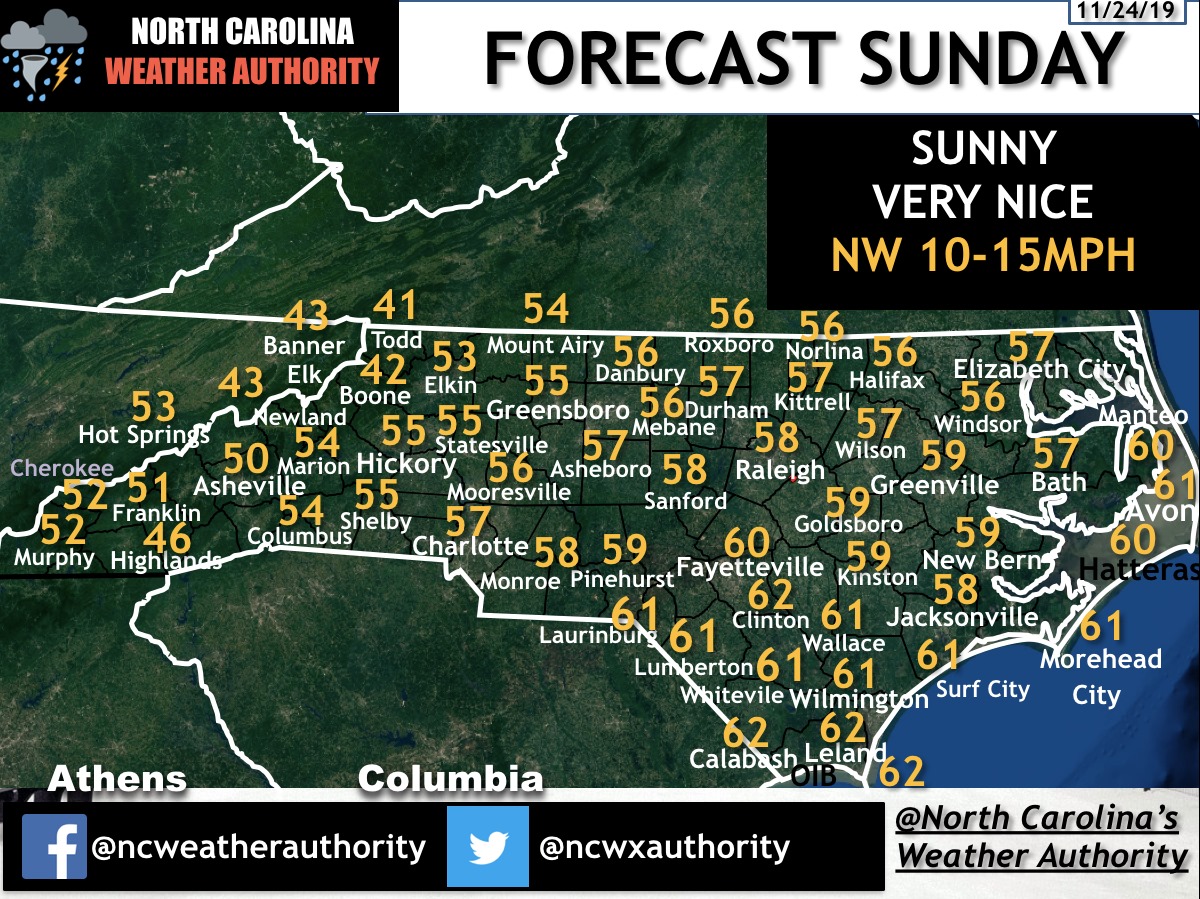 11/24/19
NORTH CAROLINA
WEATHER AUTHORITY
FORECAST SUNDAY
SUNNY
VERY NICE
NW 10-15MPH
43
Banner
Elk
41
Todd
54
Mount Airy
56
Roxboro
56
Norlina
56
Halifax
57
Elizabeth City
53
Elkin
56
Danbury
42
Boone
43
Newland
55
Greensboro
57
Durham
57
Kittrell
56
Windsor
53
Hot Springs
56
Mebane
60
Manteo
55
Hickory
55
Statesville
57
Wilson
54
Marion
57
Asheboro
58
Raleigh
59
Greenville
57
Bath
50
Asheville
56
Mooresville
58
Sanford
61
Avon
Cherokee
52
51
Franklin
55
Shelby
59
Goldsboro
54
Columbus
57
Charlotte
52
Murphy
46
Highlands
59
New Bern
60
Hatteras
58
Monroe
59
Pinehurst
60
Fayetteville
59
Kinston
62
Clinton
58
Jacksonville
61
Laurinburg
61
Wallace
61
Morehead
City
61
Lumberton
61
Surf City
61
Whitevile
61
Wilmington
62
Calabash
62
Leland
OIB
62
Athens
Columbia
f @ncweatherauthority
@ncwxauthority
@North Carolina's
Weather Authority